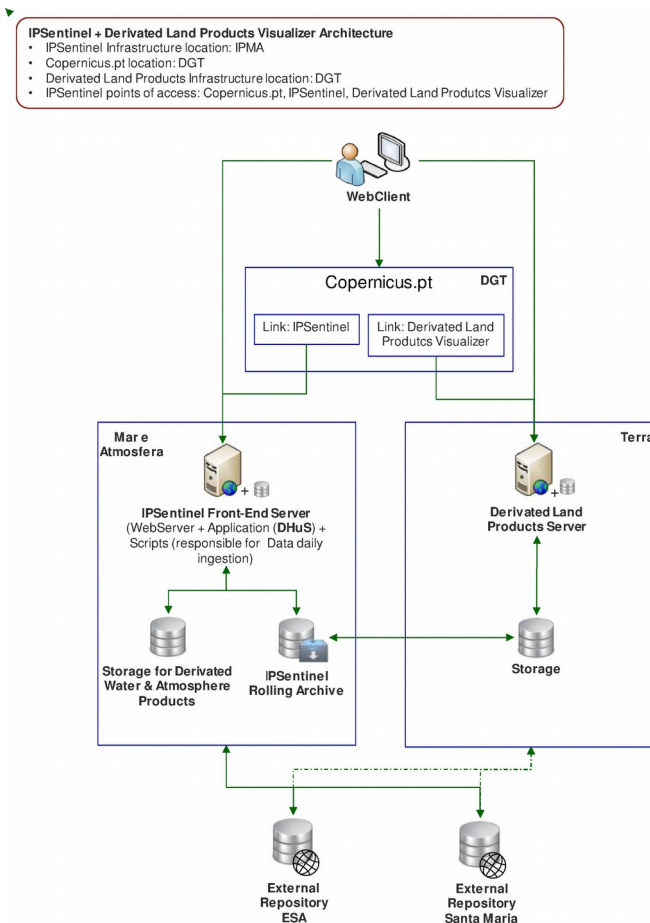 IPSentinel + Derivated Land Products Visualizer Architecture
• IPSentinel Infrastructure location: IPMA
• Copernicus.pt location: DGT
• Derivated Land Products Infrastructure location: DGT
• IPSentinel points of access: Copernicus.pt, IPSentinel, Derivated Land Produtcs Visualizer
WebClient
Copernicus.pt
DGT
Link: IPSentinel
Link: Derivated Land
Produtcs Visualizer
Mar e
Atmosfera
+
IPSentinel Front-End Server
(WebServer + Application (DHuS) +
Scripts (responsible for Data daily
ingestion)
Storage for Derivated
Water & Atmosphere
Products
IPSentinel
Rolling Archive
Terra
+
Derivated Land
Products Server
Storage
External
Repository
ESA
External
Repository
Santa Maria